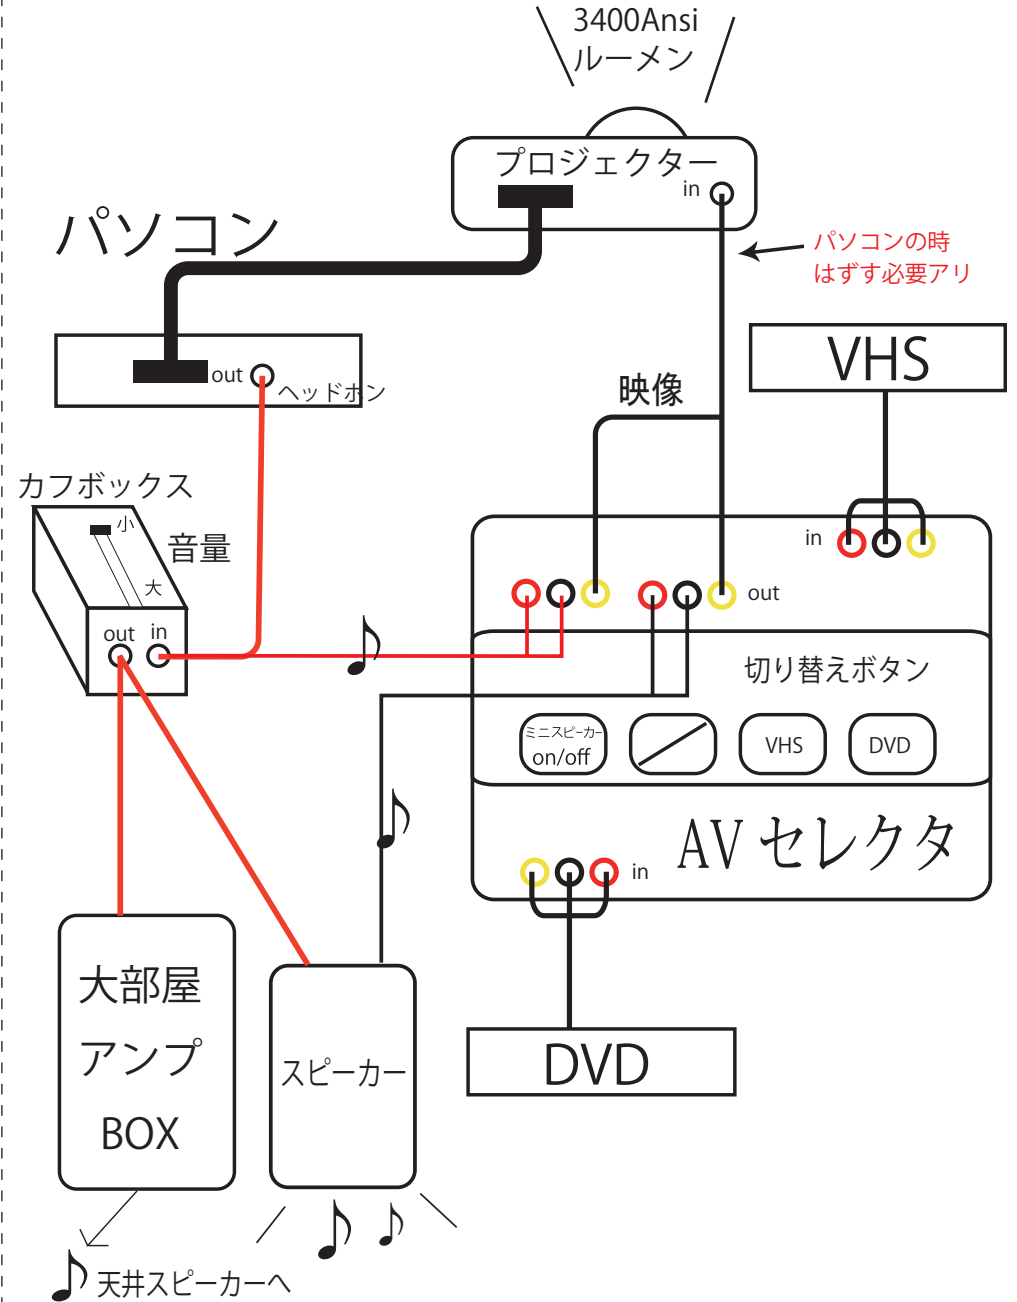 3400Ansi
ルーメン
プロジェクター
in
パソコン
パソコンの時
はずす必要アリ
VHS
out
ヘッドホン
映像
カフボックス
小
音量
大
in
out
out
in
切り替えボタン
ミニスピーカー
on/off
VHS
DVD
AVセレクタ
in
大部屋
アンプ
BOX
スピーカー
DVD
天井スピーカーへ